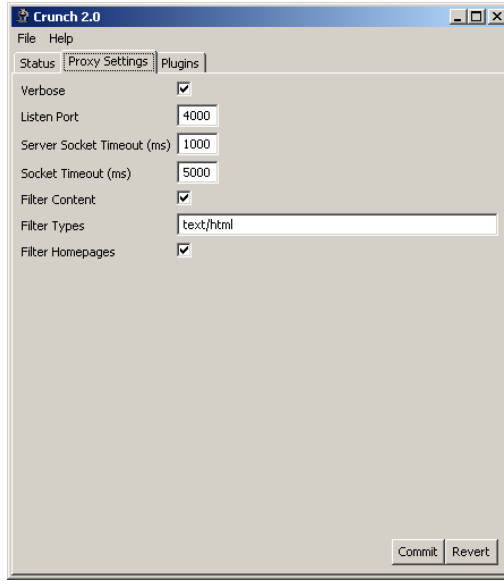 Crunch 2.0
File Help
Status Proxy Settings Plugins
Verbose
Listen Port 4000
Server Socket Timeout (ms) 1000
Socket Timeout (ms) 5000
Filter Content
Filter Types text/html
Filter Homepages
Commit Revert